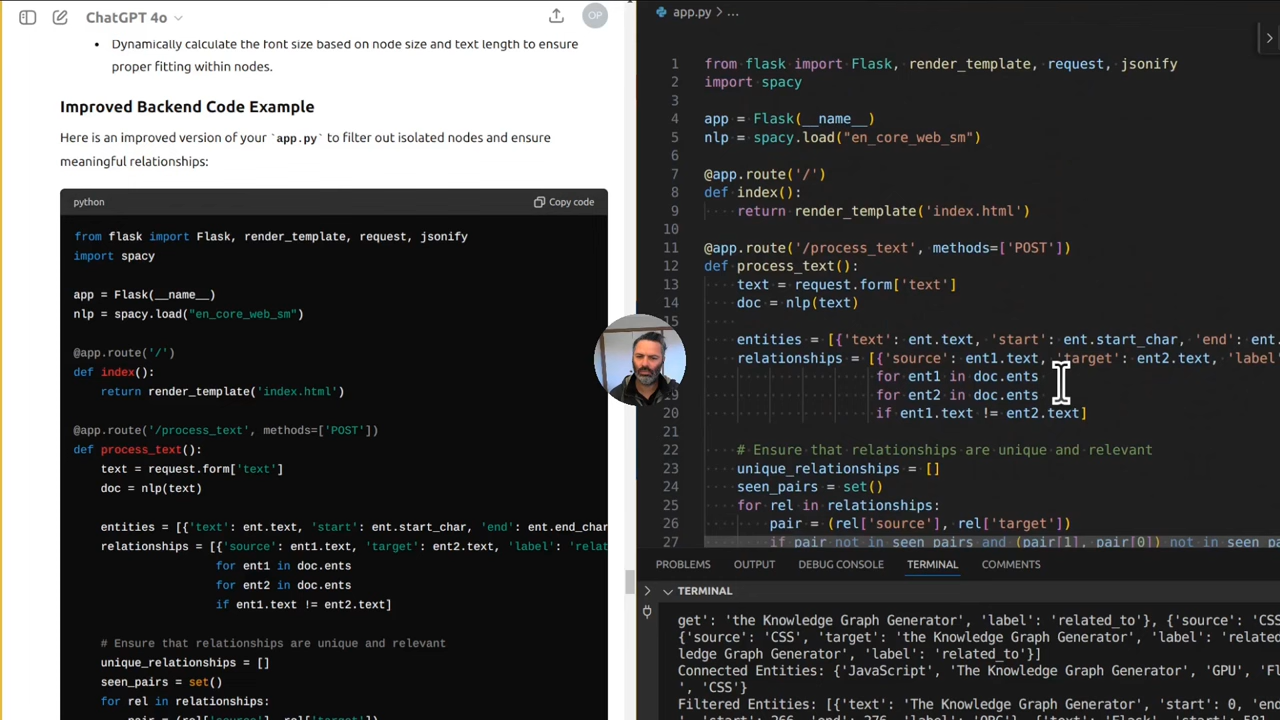 ChatGPT 4o
OP
• Dynamically calculate the font size based on node size and text length to ensure
proper fitting within nodes.
Improved Backend Code Example
Here is an improved version of your `app.py` to filter out isolated nodes and ensure
meaningful relationships:
python
Copy code
from flask import Flask, render_template, request, jsonify
import spacy
app = Flask(__name__)
nlp = spacy.load("en_core_web_sm")
@app.route('/')
def index():
return render_template('index.html')
@app.route('/process_text', methods=['POST'])
def process_text():
text = request.form['text']
doc = nlp(text)
entities = [{'text': ent.text, 'start': ent.start_char, 'end': ent.end_char
relationships = [{'source': ent1.text, 'target': ent2.text, 'label': 'relat
for ent1 in doc.ents
for ent2 in doc.ents
if ent1.text != ent2.text]
# Ensure that relationships are unique and relevant
unique_relationships = []
seen_pairs = set()
for rel in relationships:
app.py > ...
1 from flask import Flask, render_template, request, jsonify
2 import spacy
3
4 app = Flask(__name__)
5 nlp = spacy.load("en_core_web_sm")
6
7 @app.route('/')
8 def index():
9 return render_template('index.html')
10
11 @app.route('/process_text', methods=['POST'])
12 def process_text():
13 text = request.form['text']
14 doc = nlp(text)
15
entities = [{'text': ent.text, 'start': ent.start_char, 'end': ent.
relationships = [{'source': ent1.text, 'target': ent2.text, 'label'
for ent1 in doc.ents
19 for ent2 in doc.ents
20 if ent1.text != ent2.text]
21
22 # Ensure that relationships are unique and relevant
23 unique_relationships = []
24 seen_pairs = set()
25 for rel in relationships:
26 pair = (rel['source'], rel['target'])
27 if pair not in seen_pairs and (pair[1], pair[0]) not in seen_pa
PROBLEMS OUTPUT DEBUG CONSOLE TERMINAL COMMENTS
TERMINAL
get': 'the Knowledge Graph Generator', 'label': 'related_to'}, {'source': 'CSS
{'source': 'CSS', 'target': 'the Knowledge Graph Generator', 'label': 'related
ledge Graph Generator', 'label': 'related_to'}]
Connected Entities: {'JavaScript', 'The Knowledge Graph Generator', 'GPU', 'Fl
', 'CSS'}
Filtered Entities: [{'text': 'The Knowledge Graph Generator', 'start': 0, 'end